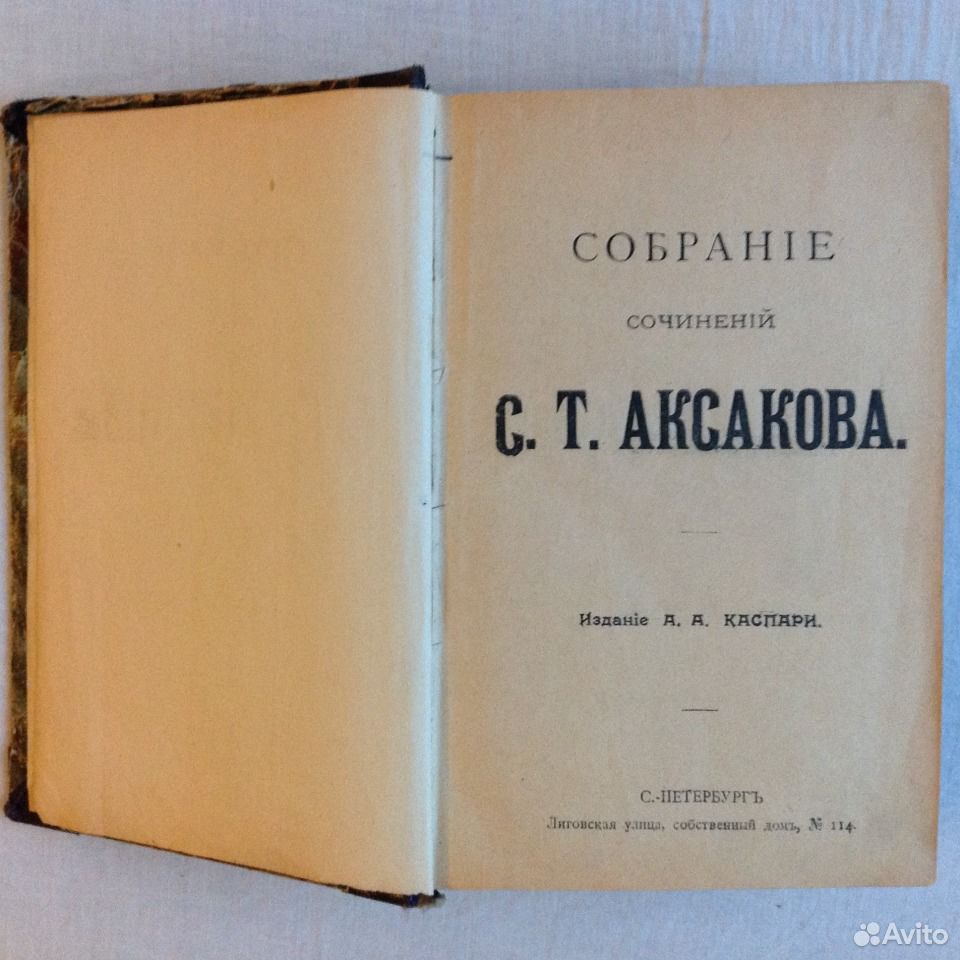 СОБРАНІЕ
СОЧИНЕНІЙ
С. Т. АКСАКОВА.
Изданіе А. А. КАСПАРИ.
С.-ПЕТЕРБУРГЪ
Лиговская улица, собственный домъ, № 114.
Avito